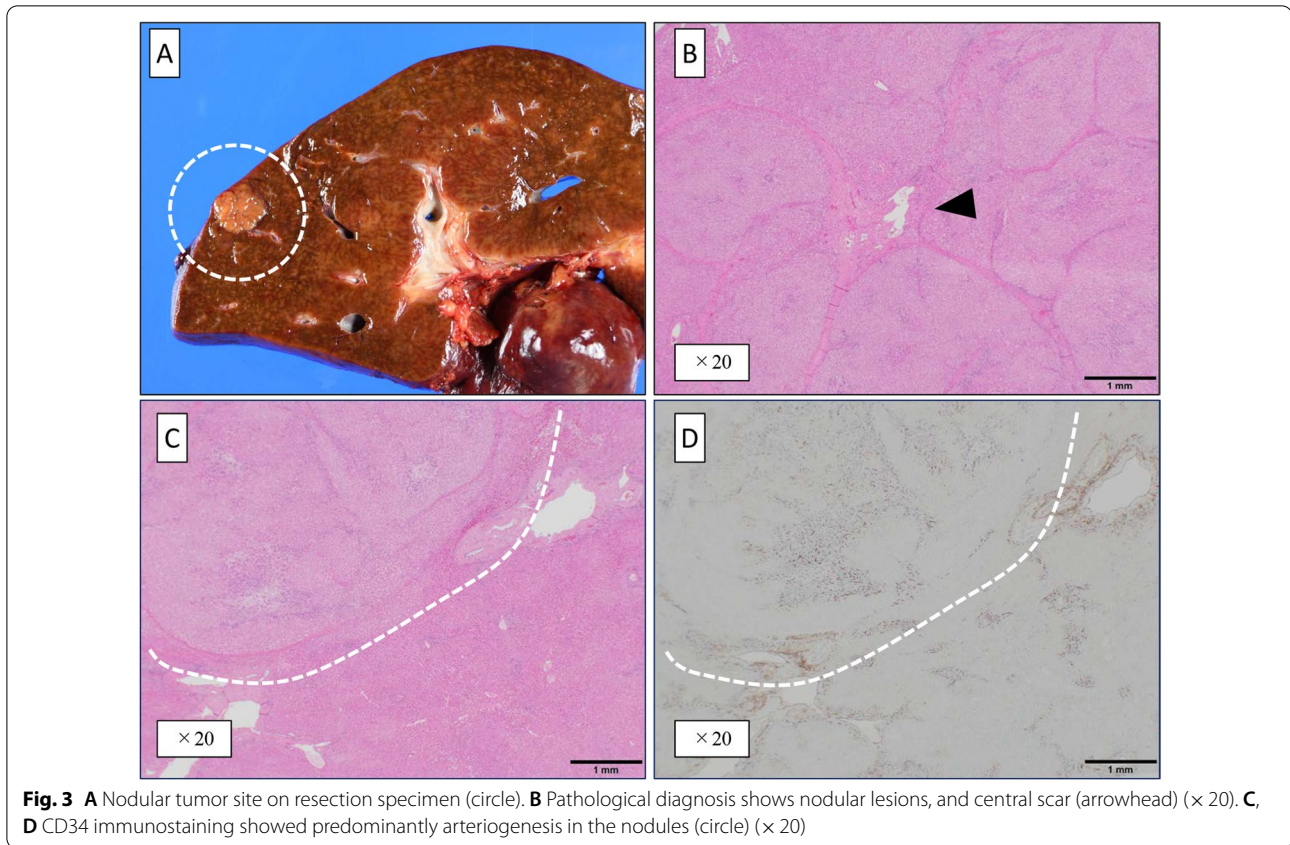 A
B
× 20
1 mm
C
D
× 20
1 mm
× 20
1 mm
Fig. 3 A Nodular tumor site on resection specimen (circle). B Pathological diagnosis shows nodular lesions, and central scar (arrowhead) (× 20). C,
D CD34 immunostaining showed predominantly arteriogenesis in the nodules (circle) (× 20)